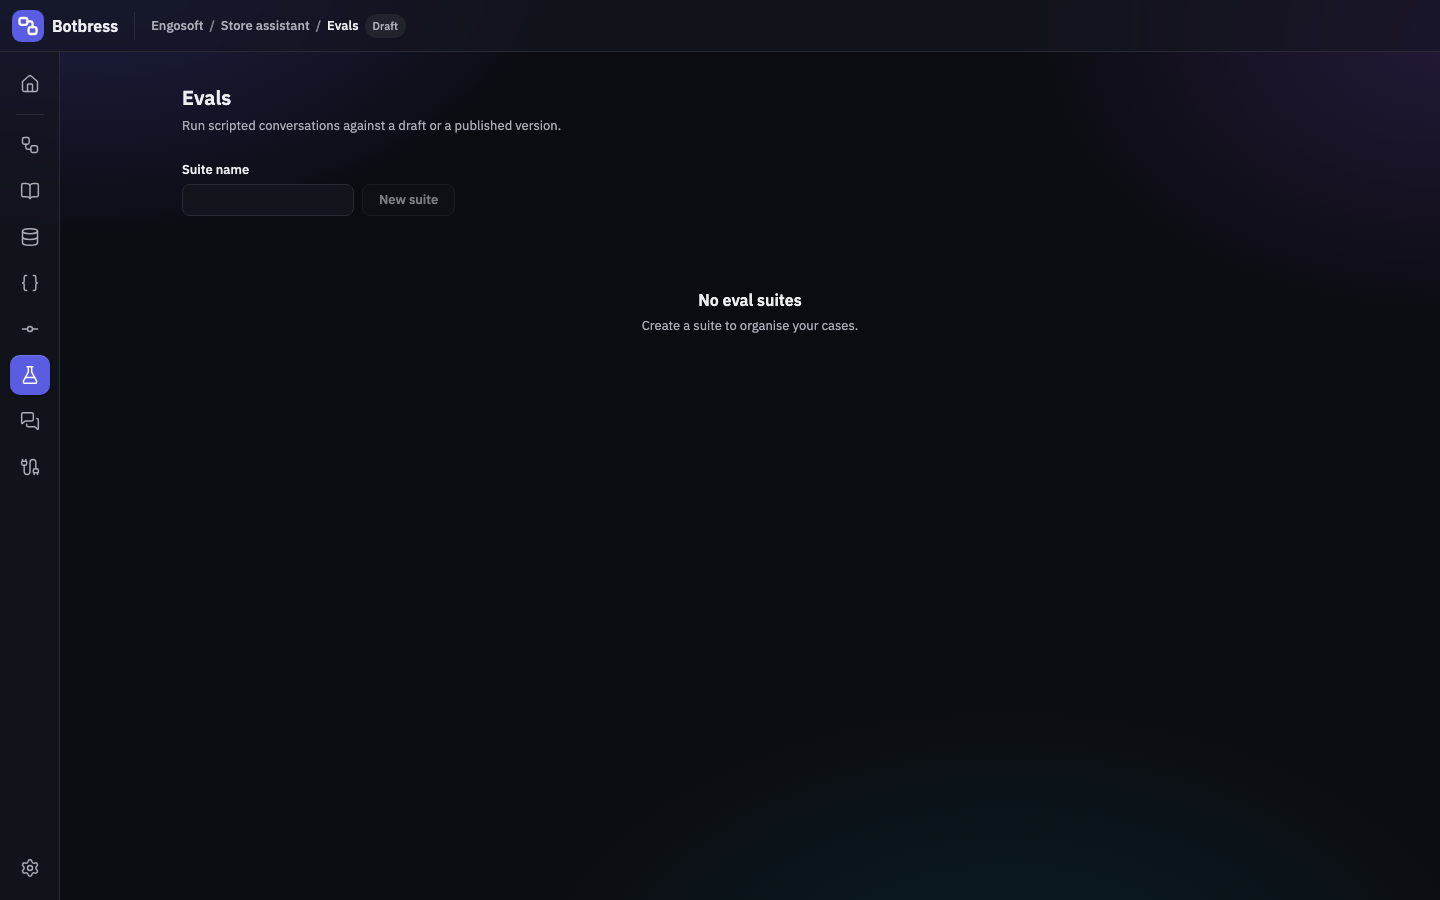 Botbress
Engosoft / Store assistant / Evals Draft
Evals
Run scripted conversations against a draft or a published version.
Suite name
New suite
No eval suites
Create a suite to organise your cases.